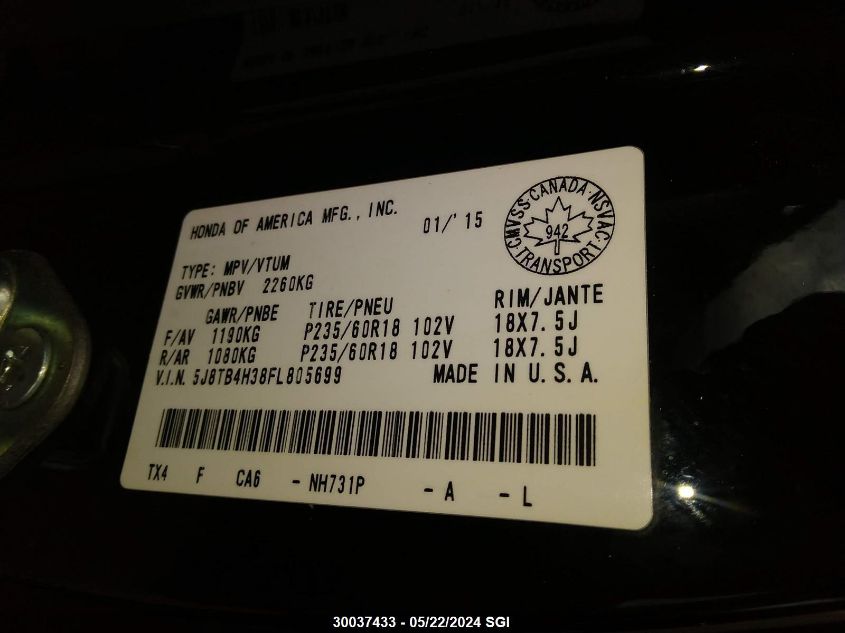 HONDA OF AMERICA MFG., INC. 01/'15
CMVSS · CANADA · NSVAC
942
TRANSPORT
TYPE: MPV/VTUM
GVWR/PNBV 2260KG
GAWR/PNBE TIRE/PNEU RIM/JANTE
F/AV 1190KG P235/60R18 102V 18X7.5J
R/AR 1080KG P235/60R18 102V 18X7.5J
V.I.N. 5J8TB4H38FL805699 MADE IN U.S.A.
TX4 F CA6 - NH731P - A - L
30037433 - 05/22/2024 SGI